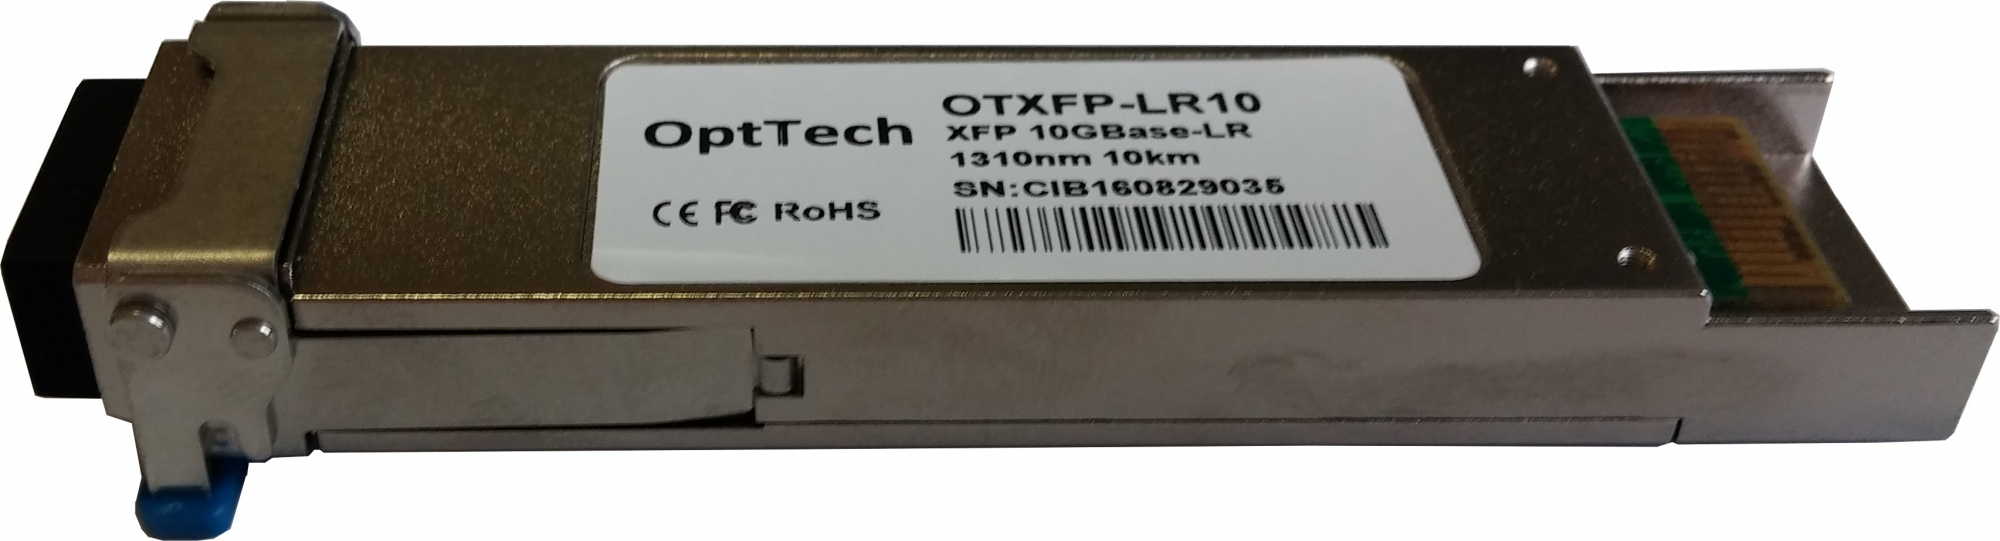 OptTech
CE FC RoHS
OTXFP-LR10
XFP 10GBase-LR
1310nm 10km
SN:CIB160829035